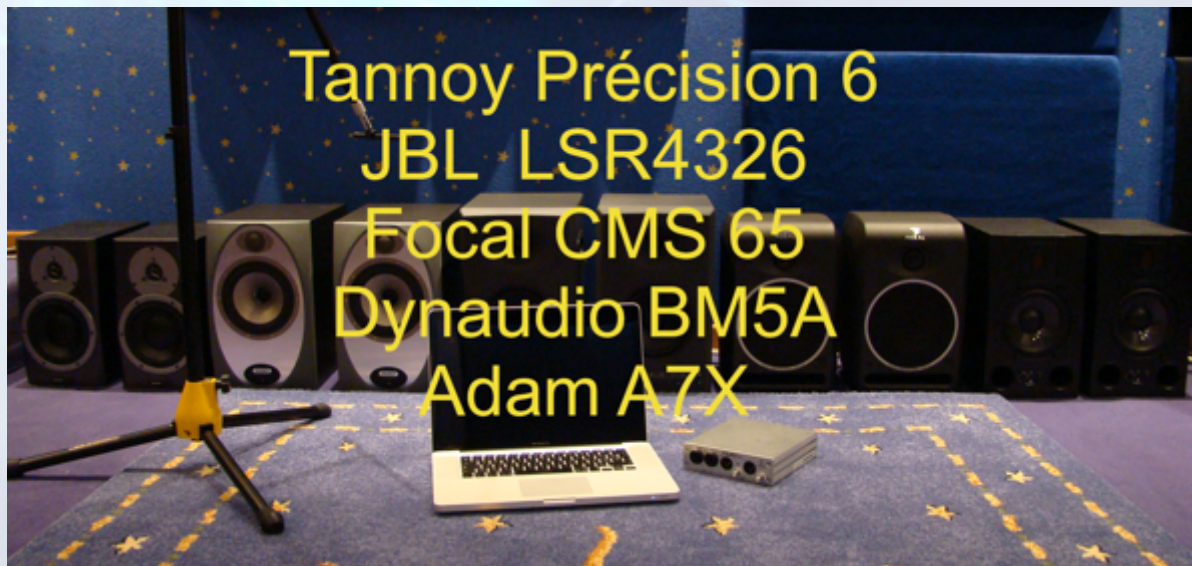 Tannoy Précision 6
JBL LSR4326
Focal CMS 65
Dynaudio BM5A
Adam A7X